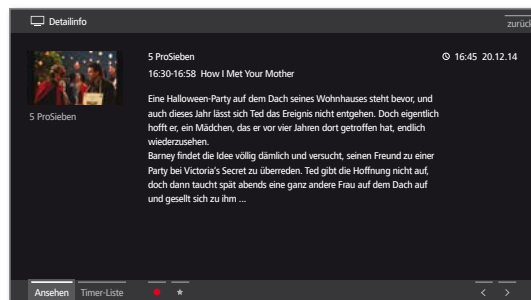 Detailinfo
zurück
5 ProSieben
16:45 20.12.14
16:30-16:58 How I Met Your Mother
5 ProSieben
Eine Halloween-Party auf dem Dach seines Wohnhauses steht bevor, und
auch dieses Jahr lässt sich Ted das Ereignis nicht entgehen. Doch eigentlich
hofft er, ein Mädchen, das er vor vier Jahren dort getroffen hat, endlich
wiederzusehen.
Barney findet die Idee völlig dämlich und versucht, seinen Freund zu einer
Party bei Victoria's Secret zu überreden. Ted gibt die Hoffnung nicht auf,
doch dann taucht spät abends eine ganz andere Frau auf dem Dach auf
und gesellt sich zu ihm ...
Ansehen Timer-Liste